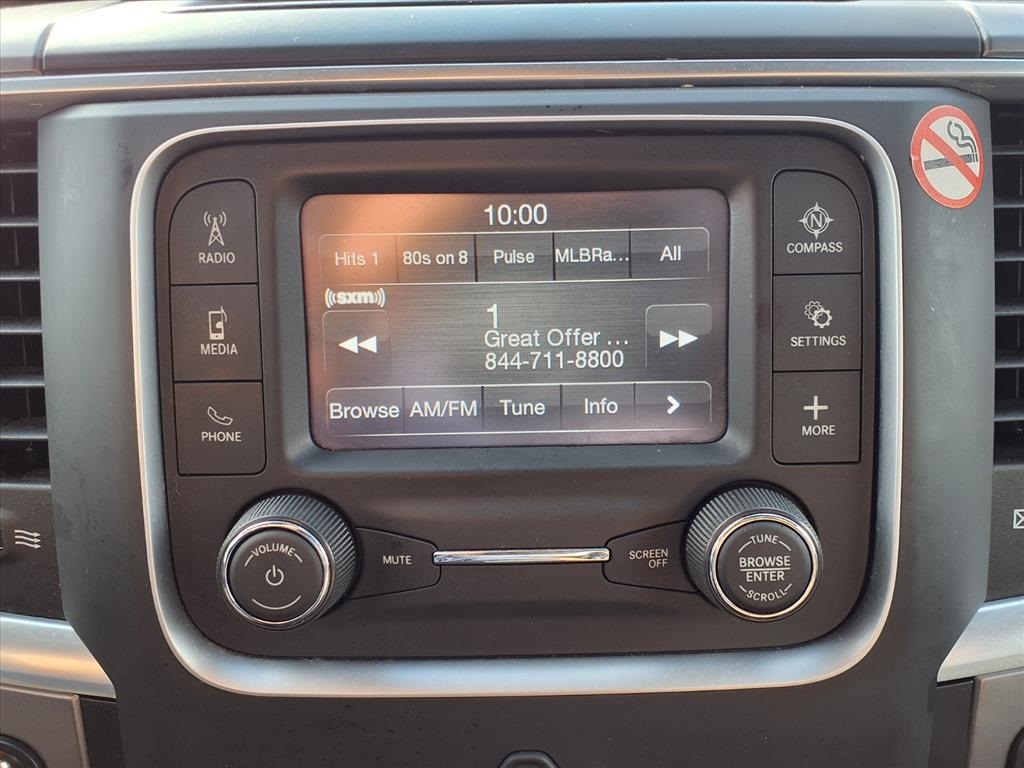 10:00
Hits 1 80s on 8 Pulse MLBRa... All
((sxm))
1
Great Offer ...
844-711-8800
Browse AM/FM Tune Info >
RADIO
MEDIA
PHONE
N
COMPASS
SETTINGS
+
MORE
VOLUME
MUTE
SCREEN
OFF
TUNE
BROWSE
ENTER
SCROLL